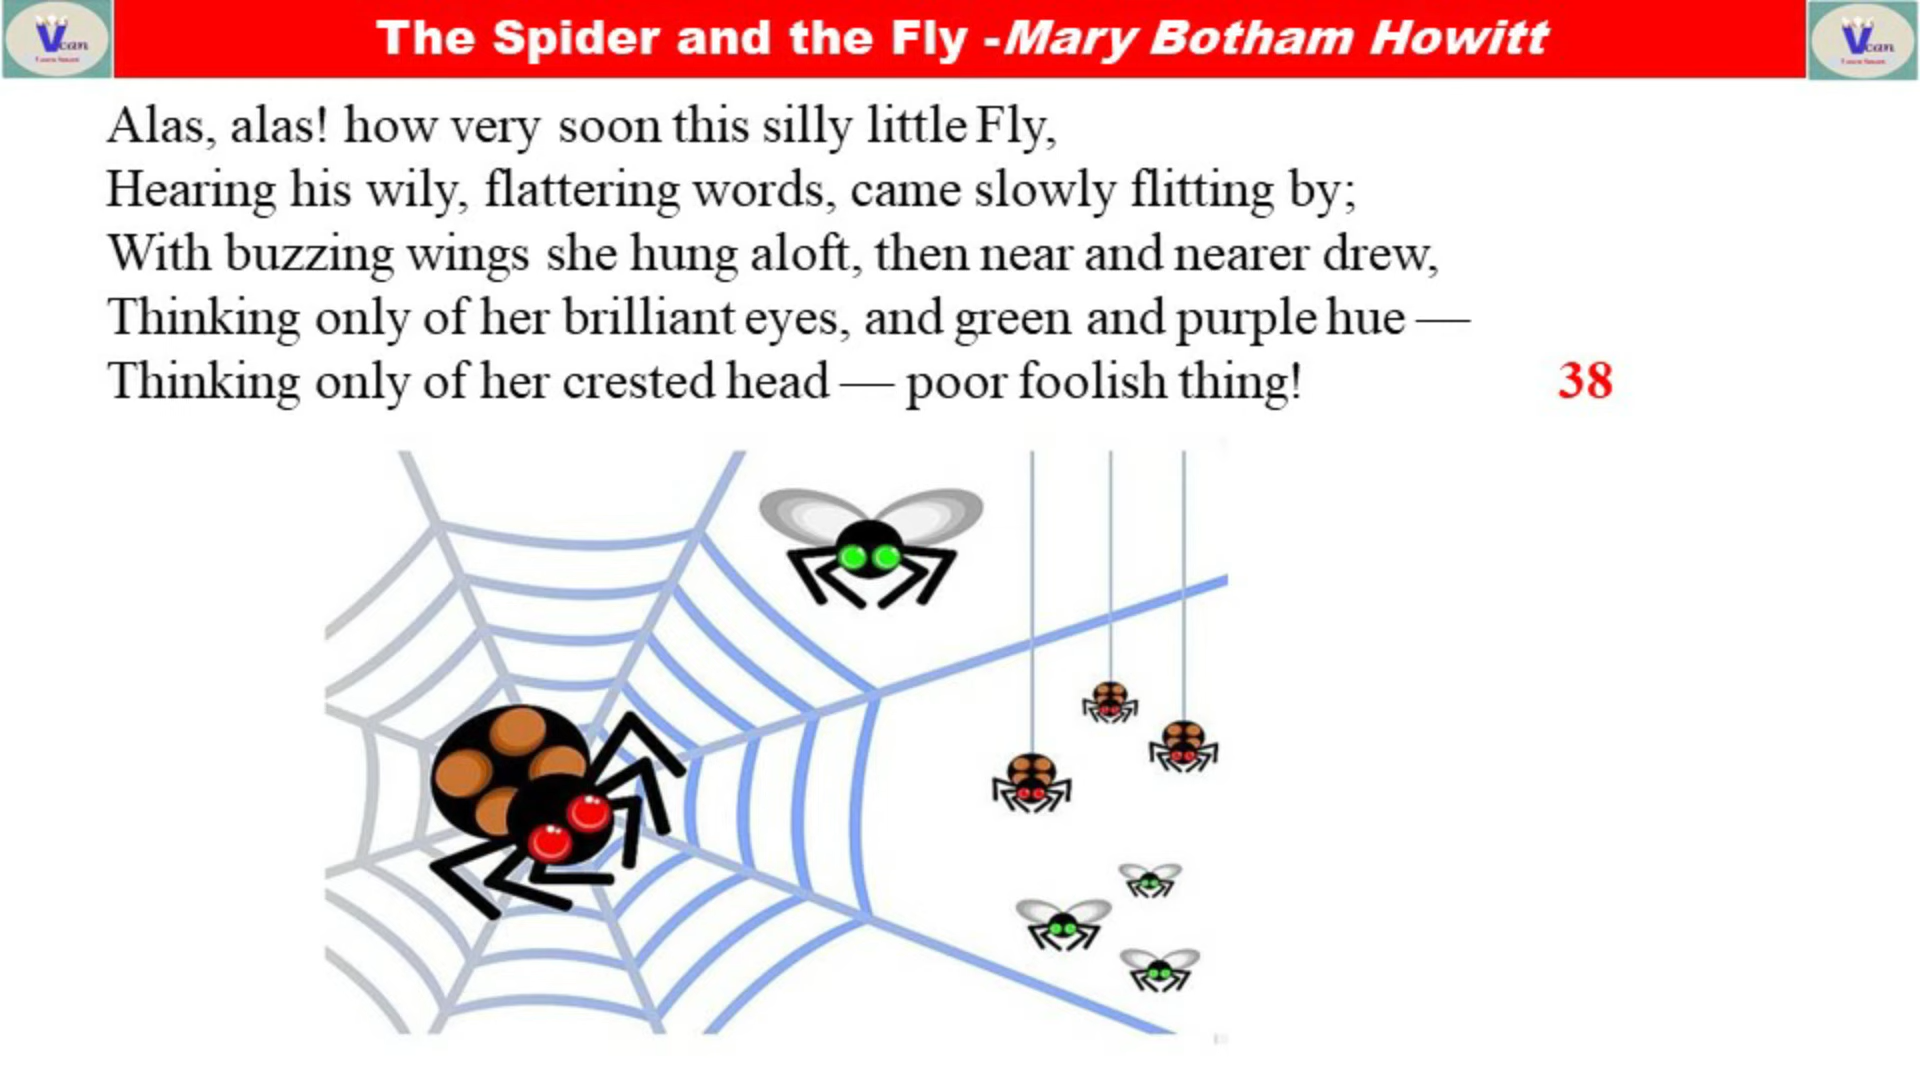 Vcan
The Spider and the Fly -Mary Botham Howitt
Vcan
Alas, alas! how very soon this silly little Fly,
Hearing his wily, flattering words, came slowly flitting by;
With buzzing wings she hung aloft, then near and nearer drew,
Thinking only of her brilliant eyes, and green and purple hue —
Thinking only of her crested head — poor foolish thing!
38